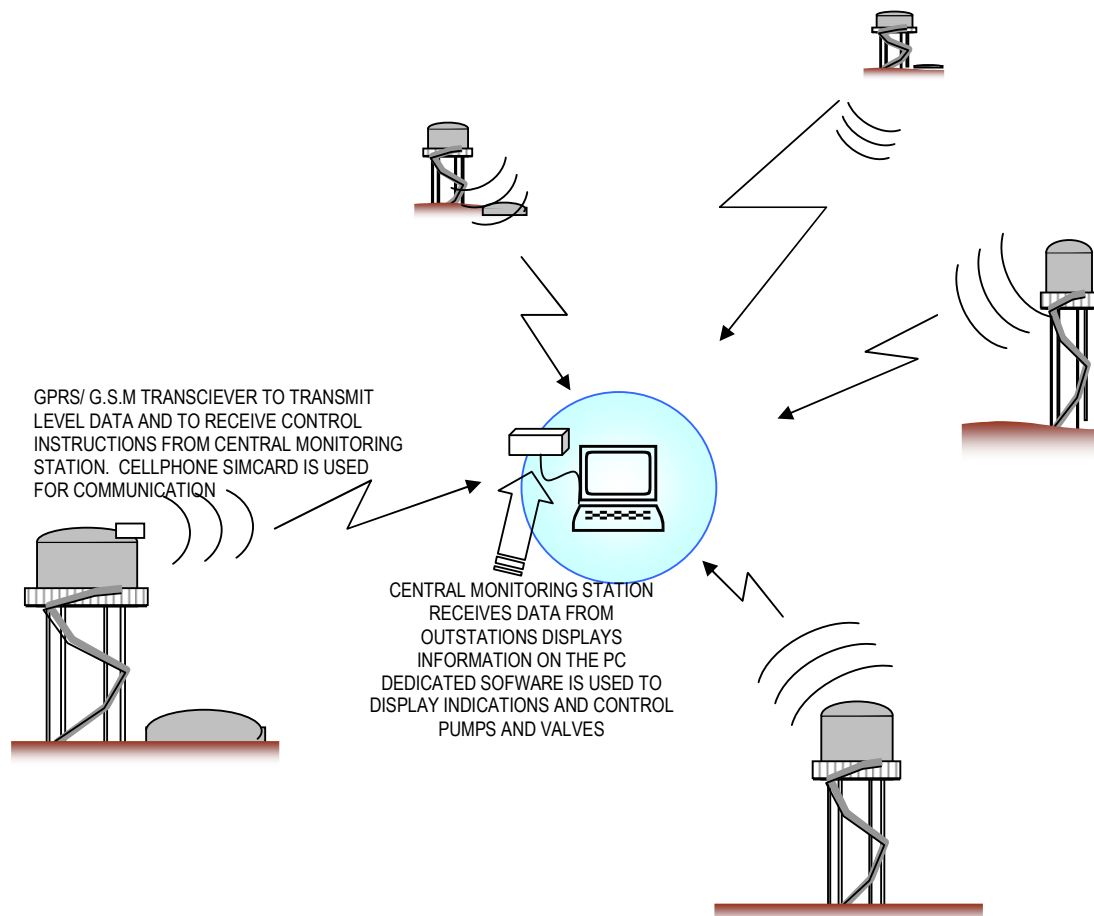 GPRS/ G.S.M TRANSCIEVER TO TRANSMIT
LEVEL DATA AND TO RECEIVE CONTROL
INSTRUCTIONS FROM CENTRAL MONITORING
STATION. CELLPHONE SIMCARD IS USED
FOR COMMUNICATION
CENTRAL MONITORING STATION
RECEIVES DATA FROM
OUTSTATIONS DISPLAYS
INFORMATION ON THE PC
DEDICATED SOFWARE IS USED TO
DISPLAY INDICATIONS AND CONTROL
PUMPS AND VALVES